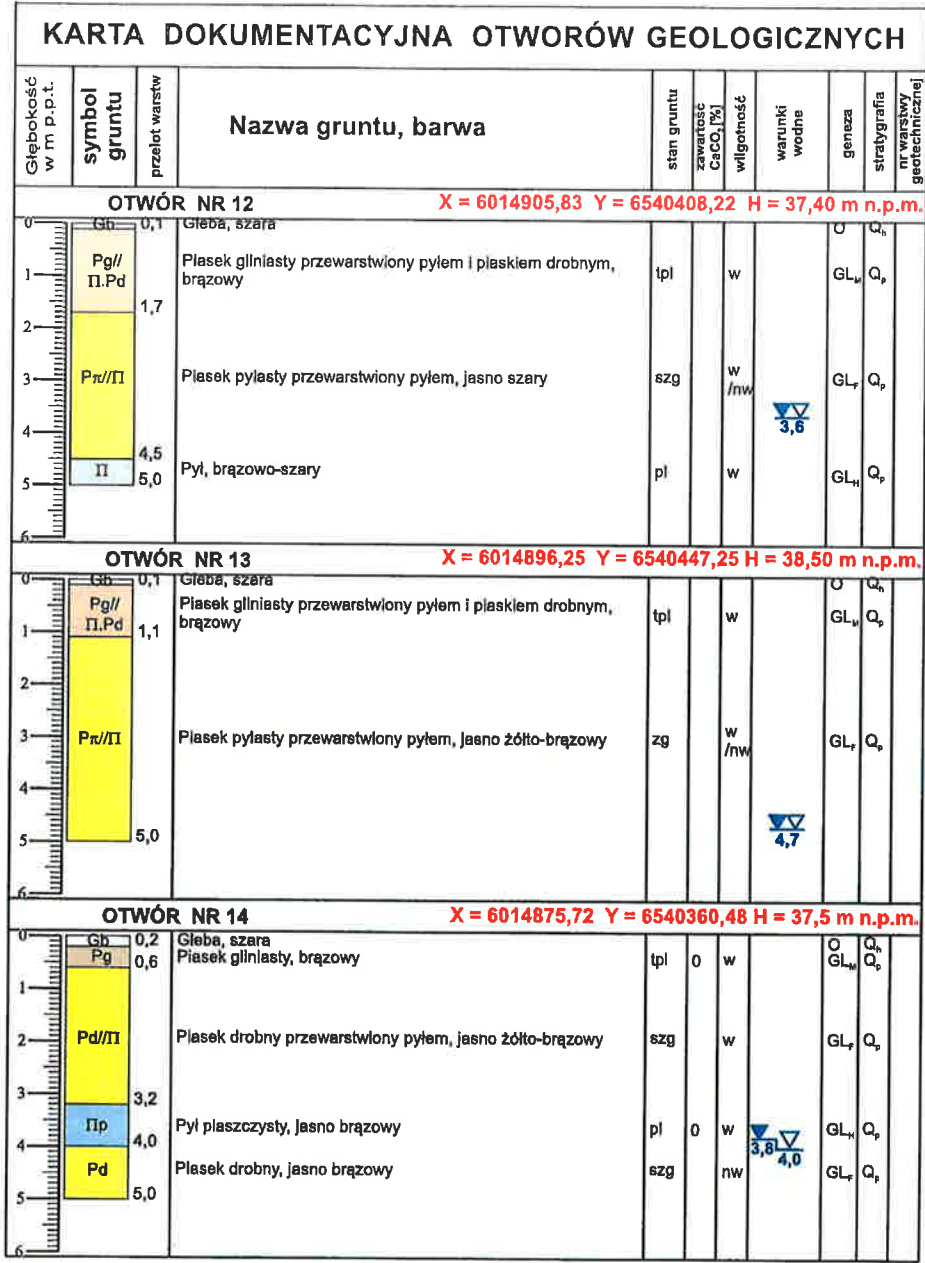 KARTA DOKUMENTACYJNA OTWORÓW GEOLOGICZNYCH
Głębokość w m p.p.t.
symbol gruntu
przelot warstw
Nazwa gruntu, barwa
stan gruntu
zawartość CaCO₃[%]
wilgotność
warunki wodne
geneza
stratygrafia
nr warstwy geotechnicznej
OTWÓR NR 12 X = 6014905,83 Y = 6540408,22 H = 37,40 m n.p.m.
0 Gb 0,1 Gleba, szara O Qh
Pg// Piasek gliniasty przewarstwiony pyłem i piaskiem drobnym,
1 Π.Pd brązowy tpl w GLM Qp
1,7
2
3 Pπ//Π Piasek pylasty przewarstwiony pyłem, jasno szary szg w /nw GLF Qp
3,6
4
4,5
Π Pył, brązowo-szary pl w GLH Qp
5 5,0
6
OTWÓR NR 13 X = 6014896,25 Y = 6540447,25 H = 38,50 m n.p.m.
0 Gb 0,1 Gleba, szara O Qh
Pg// Piasek gliniasty przewarstwiony pyłem i piaskiem drobnym,
Π.Pd brązowy tpl w GLM Qp
1 1,1
2
3 Pπ//Π Piasek pylasty przewarstwiony pyłem, jasno żółto-brązowy zg w /nw GLF Qp
4
5 5,0 4,7
6
OTWÓR NR 14 X = 6014875,72 Y = 6540360,48 H = 37,5 m n.p.m.
0 Gb 0,2 Gleba, szara O Qh
Pg 0,6 Piasek gliniasty, brązowy tpl 0 w GLM Qp
1
2 Pd//Π Piasek drobny przewarstwiony pyłem, jasno żółto-brązowy szg w GLF Qp
3 3,2
Πp Pył piaszczysty, jasno brązowy pl 0 w GLH Qp
4 4,0 3,8 4,0
Pd Piasek drobny, jasno brązowy szg nw GLF Qp
5 5,0
6